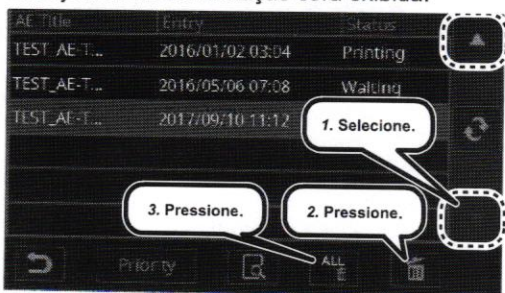 AE Title Entry Status
TEST_AE-T... 2016/01/02 03:04 Printing
TEST_AE-T... 2016/05/06 07:08 Waiting
TEST_AE-T... 2017/09/10 11:12
1. Selecione.
3. Pressione.
2. Pressione.
Priority
ALL